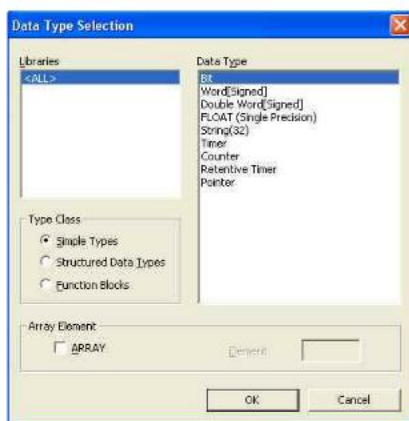 Data Type Selection
Libraries
<ALL>
Data Type
Bit
Word[Signed]
Double Word[Signed]
FLOAT (Single Precision)
String(32)
Timer
Counter
Retentive Timer
Pointer
Type Class
Simple Types
Structured Data Types
Function Blocks
Array Element
ARRAY
Element
OK
Cancel